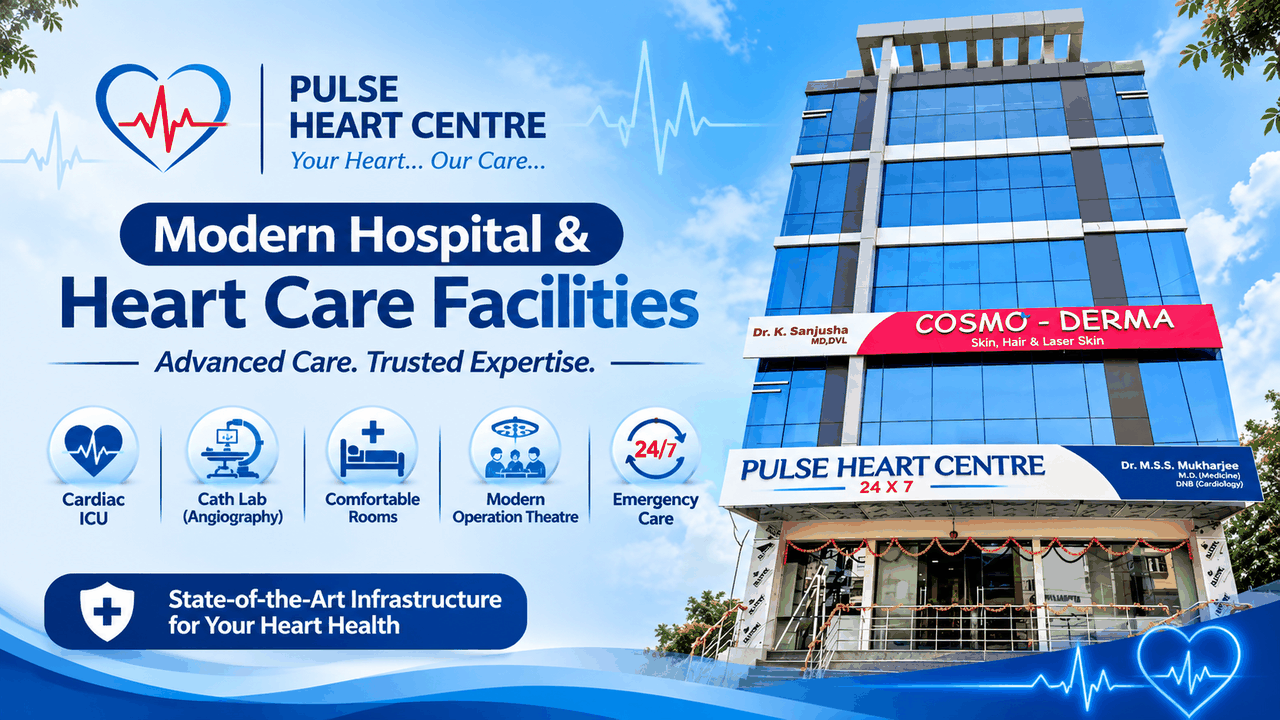 PULSE
HEART CENTRE
Your Heart... Our Care...
Modern Hospital &
Heart Care Facilities
Advanced Care. Trusted Expertise.
Cardiac
ICU
Cath Lab
(Angiography)
Comfortable
Rooms
Modern
Operation Theatre
24/7
Emergency
Care
State-of-the-Art Infrastructure
for Your Heart Health
Dr. K. Sanjusha
MD,DVL
COSMO - DERMA
Skin, Hair & Laser Skin
PULSE HEART CENTRE
24 X 7
Dr. M.S.S. Mukharjee
M.D. (Medicine)
DNB (Cardiology)